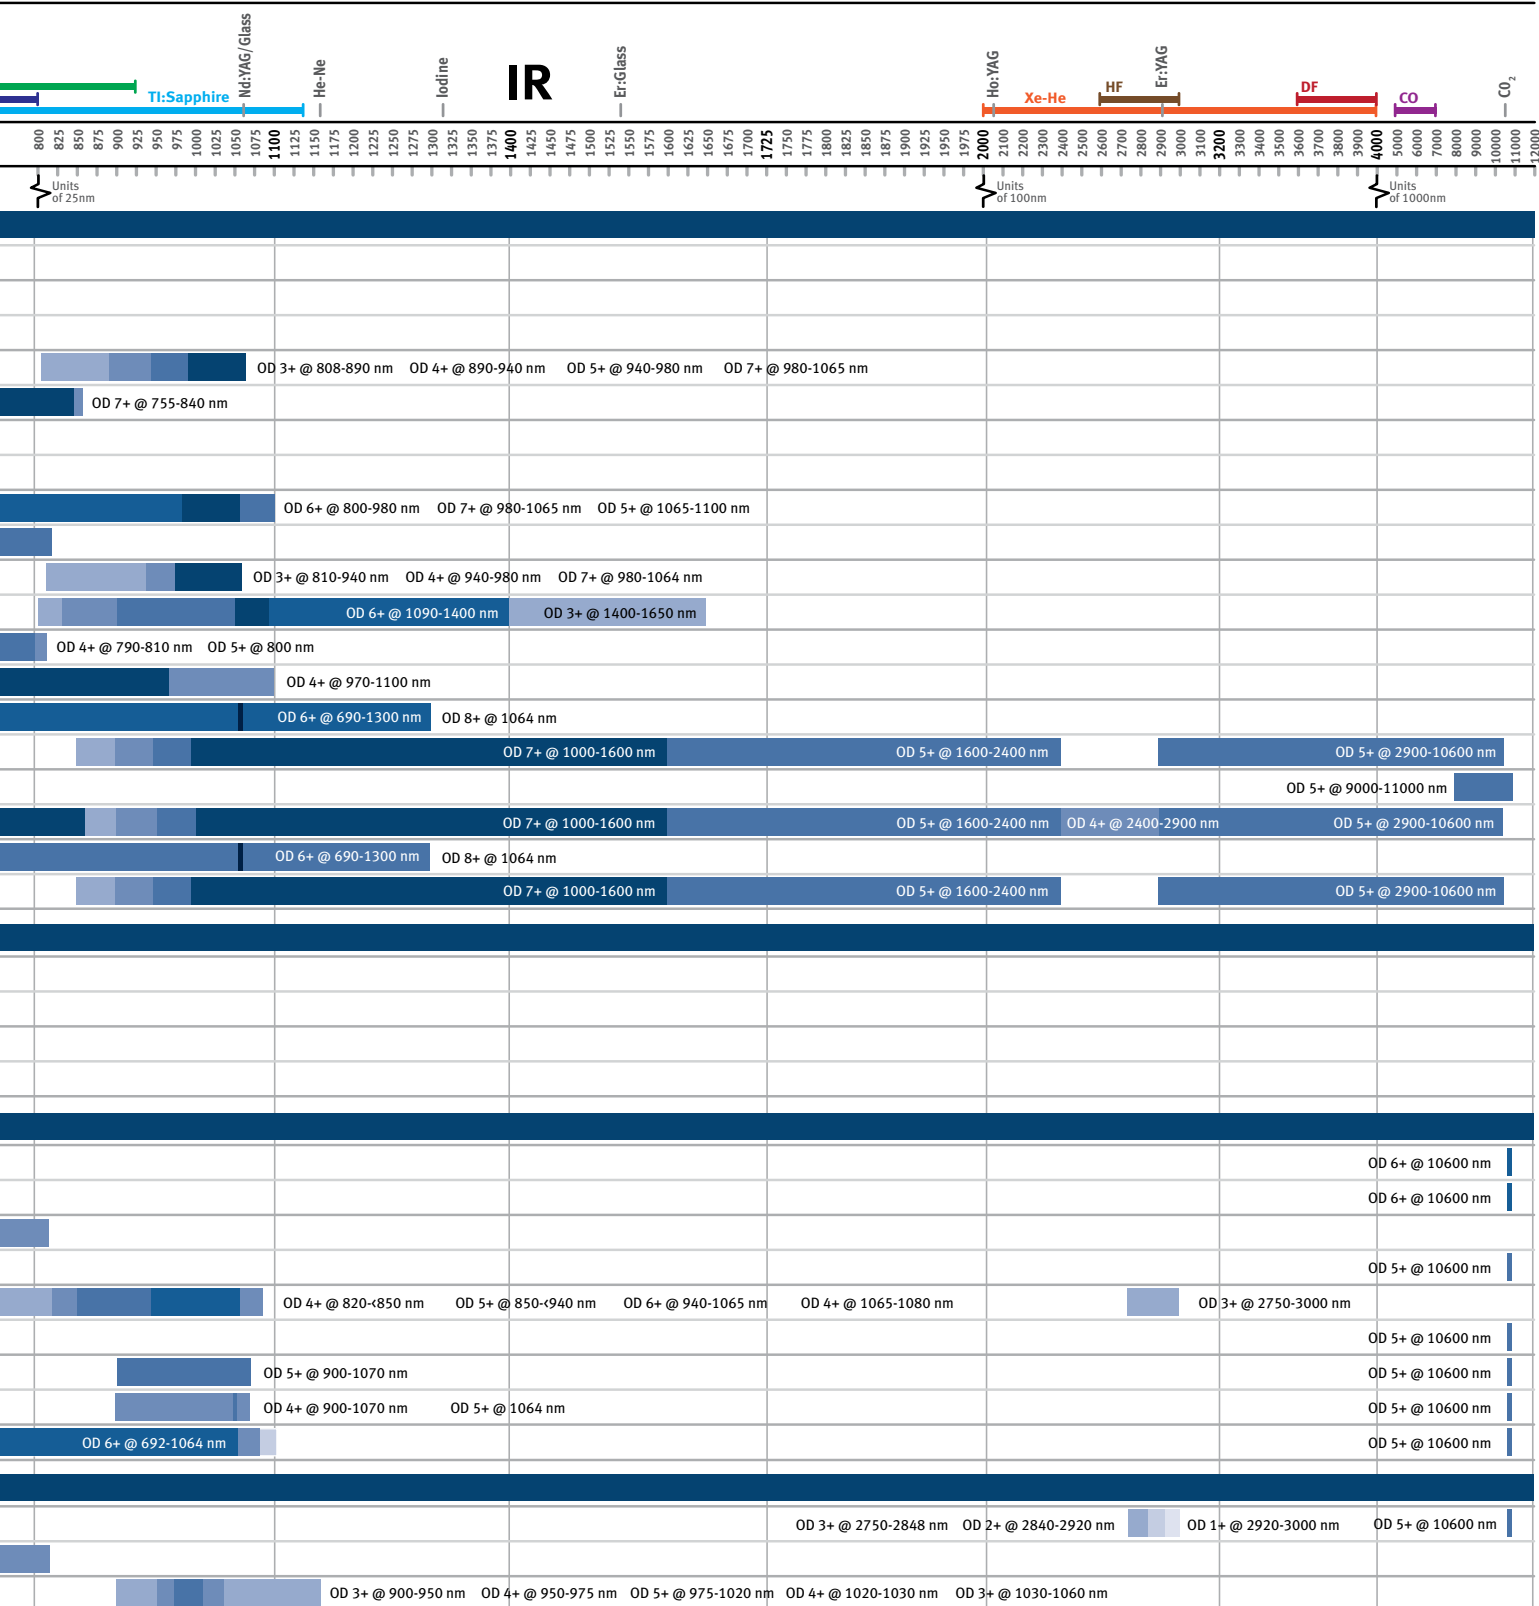 Nd:YAG/Glass
He-Ne
Iodine
IR
Er:Glass
Ho:YAG
Er:YAG
CO2
TI:Sapphire
Xe-He
HF
DF
CO
800 825 850 875 900 925 950 975 1000 1025 1050 1075 1100 1125 1150 1175 1200 1225 1250 1275 1300 1325 1350 1375 1400 1425 1450 1475 1500 1525 1550 1575 1600 1625 1650 1675 1700 1725 1750 1775 1800 1825 1850 1875 1900 1925 1950 1975 2000 2100 2200 2300 2400 2500 2600 2700 2800 2900 3000 3100 3200 3300 3400 3500 3600 3700 3800 3900 4000 5000 6000 7000 8000 9000 10000 11000 12000
Units
of 25nm
Units
of 100nm
Units
of 1000nm
OD 3+ @ 808-890 nm OD 4+ @ 890-940 nm OD 5+ @ 940-980 nm OD 7+ @ 980-1065 nm
OD 7+ @ 755-840 nm
OD 6+ @ 800-980 nm OD 7+ @ 980-1065 nm OD 5+ @ 1065-1100 nm
OD 3+ @ 810-940 nm OD 4+ @ 940-980 nm OD 7+ @ 980-1064 nm
OD 6+ @ 1090-1400 nm OD 3+ @ 1400-1650 nm
OD 4+ @ 790-810 nm OD 5+ @ 800 nm
OD 4+ @ 970-1100 nm
OD 6+ @ 690-1300 nm OD 8+ @ 1064 nm
OD 7+ @ 1000-1600 nm OD 5+ @ 1600-2400 nm OD 5+ @ 2900-10600 nm
OD 5+ @ 9000-11000 nm
OD 7+ @ 1000-1600 nm OD 5+ @ 1600-2400 nm OD 4+ @ 2400-2900 nm OD 5+ @ 2900-10600 nm
OD 6+ @ 690-1300 nm OD 8+ @ 1064 nm
OD 7+ @ 1000-1600 nm OD 5+ @ 1600-2400 nm OD 5+ @ 2900-10600 nm
OD 6+ @ 10600 nm
OD 6+ @ 10600 nm
OD 5+ @ 10600 nm
OD 4+ @ 820-<850 nm OD 5+ @ 850-<940 nm OD 6+ @ 940-1065 nm OD 4+ @ 1065-1080 nm OD 3+ @ 2750-3000 nm
OD 5+ @ 10600 nm
OD 5+ @ 900-1070 nm OD 5+ @ 10600 nm
OD 4+ @ 900-1070 nm OD 5+ @ 1064 nm OD 5+ @ 10600 nm
OD 6+ @ 692-1064 nm OD 5+ @ 10600 nm
OD 3+ @ 2750-2848 nm OD 2+ @ 2840-2920 nm OD 1+ @ 2920-3000 nm OD 5+ @ 10600 nm
OD 3+ @ 900-950 nm OD 4+ @ 950-975 nm OD 5+ @ 975-1020 nm OD 4+ @ 1020-1030 nm OD 3+ @ 1030-1060 nm